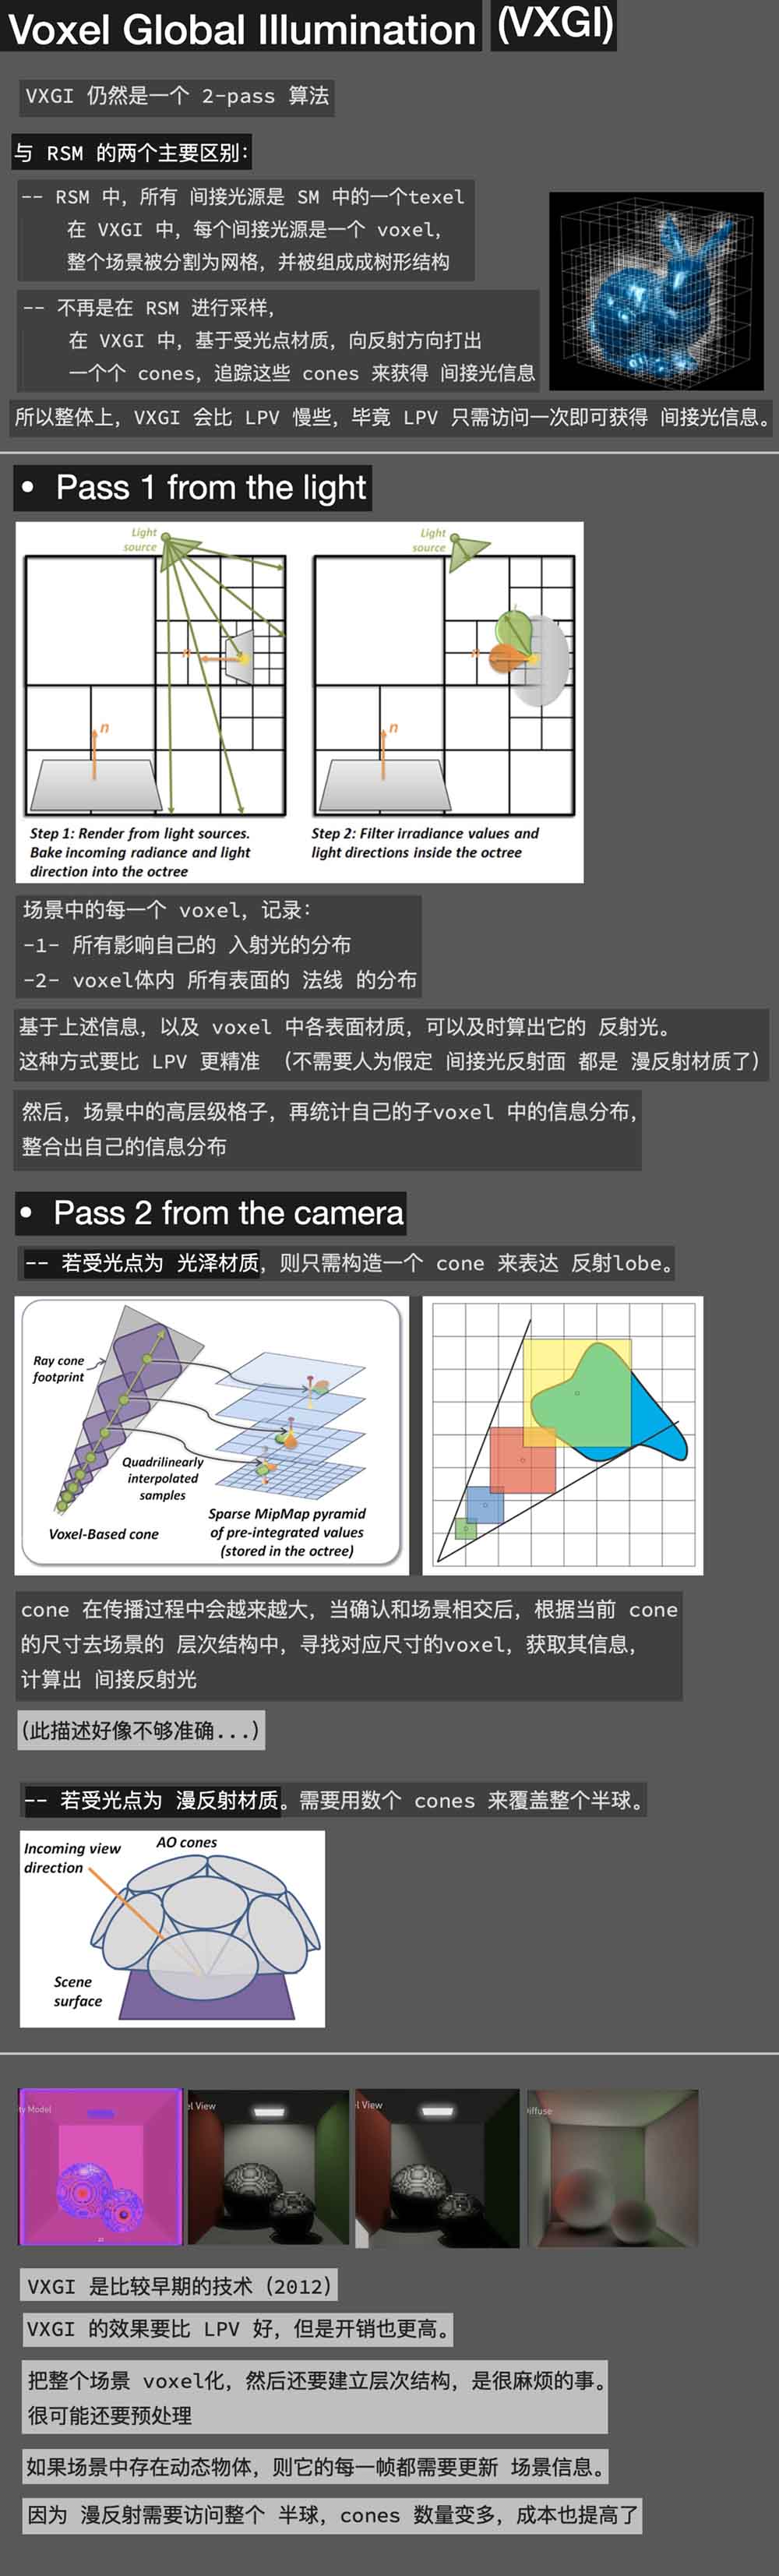 Voxel Global Illumination (VXGI)
VXGI 仍然是一个 2-pass 算法
与 RSM 的两个主要区别:
-- RSM 中, 所有 间接光源是 SM 中的一个texel
在 VXGI 中, 每个间接光源是一个 voxel,
整个场景被分割为网格, 并被组成成树形结构
-- 不再是在 RSM 进行采样,
在 VXGI 中, 基于受光点材质, 向反射方向打出
一个个 cones, 追踪这些 cones 来获得 间接光信息
所以整体上, VXGI 会比 LPV 慢些, 毕竟 LPV 只需访问一次即可获得 间接光信息。
• Pass 1 from the light
Light
source
n
n
Step 1: Render from light sources.
Bake incoming radiance and light
direction into the octree
Light
source
n
n
Step 2: Filter irradiance values and
light directions inside the octree
场景中的每一个 voxel, 记录:
-1- 所有影响自己的 入射光的分布
-2- voxel体内 所有表面的 法线 的分布
基于上述信息, 以及 voxel 中各表面材质, 可以及时算出它的 反射光。
这种方式要比 LPV 更精准 (不需要人为假定 间接光反射面 都是 漫反射材质了)
然后, 场景中的高层级格子, 再统计自己的子voxel 中的信息分布,
整合出自己的信息分布
• Pass 2 from the camera
-- 若受光点为 光泽材质, 则只需构造一个 cone 来表达 反射lobe。
Ray cone
footprint
Quadrilinearly
interpolated
samples
Voxel-Based cone
Sparse MipMap pyramid
of pre-integrated values
(stored in the octree)
cone 在传播过程中会越来越大, 当确认和场景相交后, 根据当前 cone
的尺寸去场景的 层次结构中, 寻找对应尺寸的voxel, 获取其信息,
计算出 间接反射光
(此描述好像不够准确...)
-- 若受光点为 漫反射材质。需要用数个 cones 来覆盖整个半球。
Incoming view
direction
AO cones
Scene
surface
ty Model
el View
l View
iffuse
VXGI 是比较早期的技术 (2012)
VXGI 的效果要比 LPV 好, 但是开销也更高。
把整个场景 voxel化, 然后还要建立层次结构, 是很麻烦的事。
很可能还要预处理
如果场景中存在动态物体, 则它的每一帧都需要更新 场景信息。
因为 漫反射需要访问整个 半球, cones 数量变多, 成本也提高了